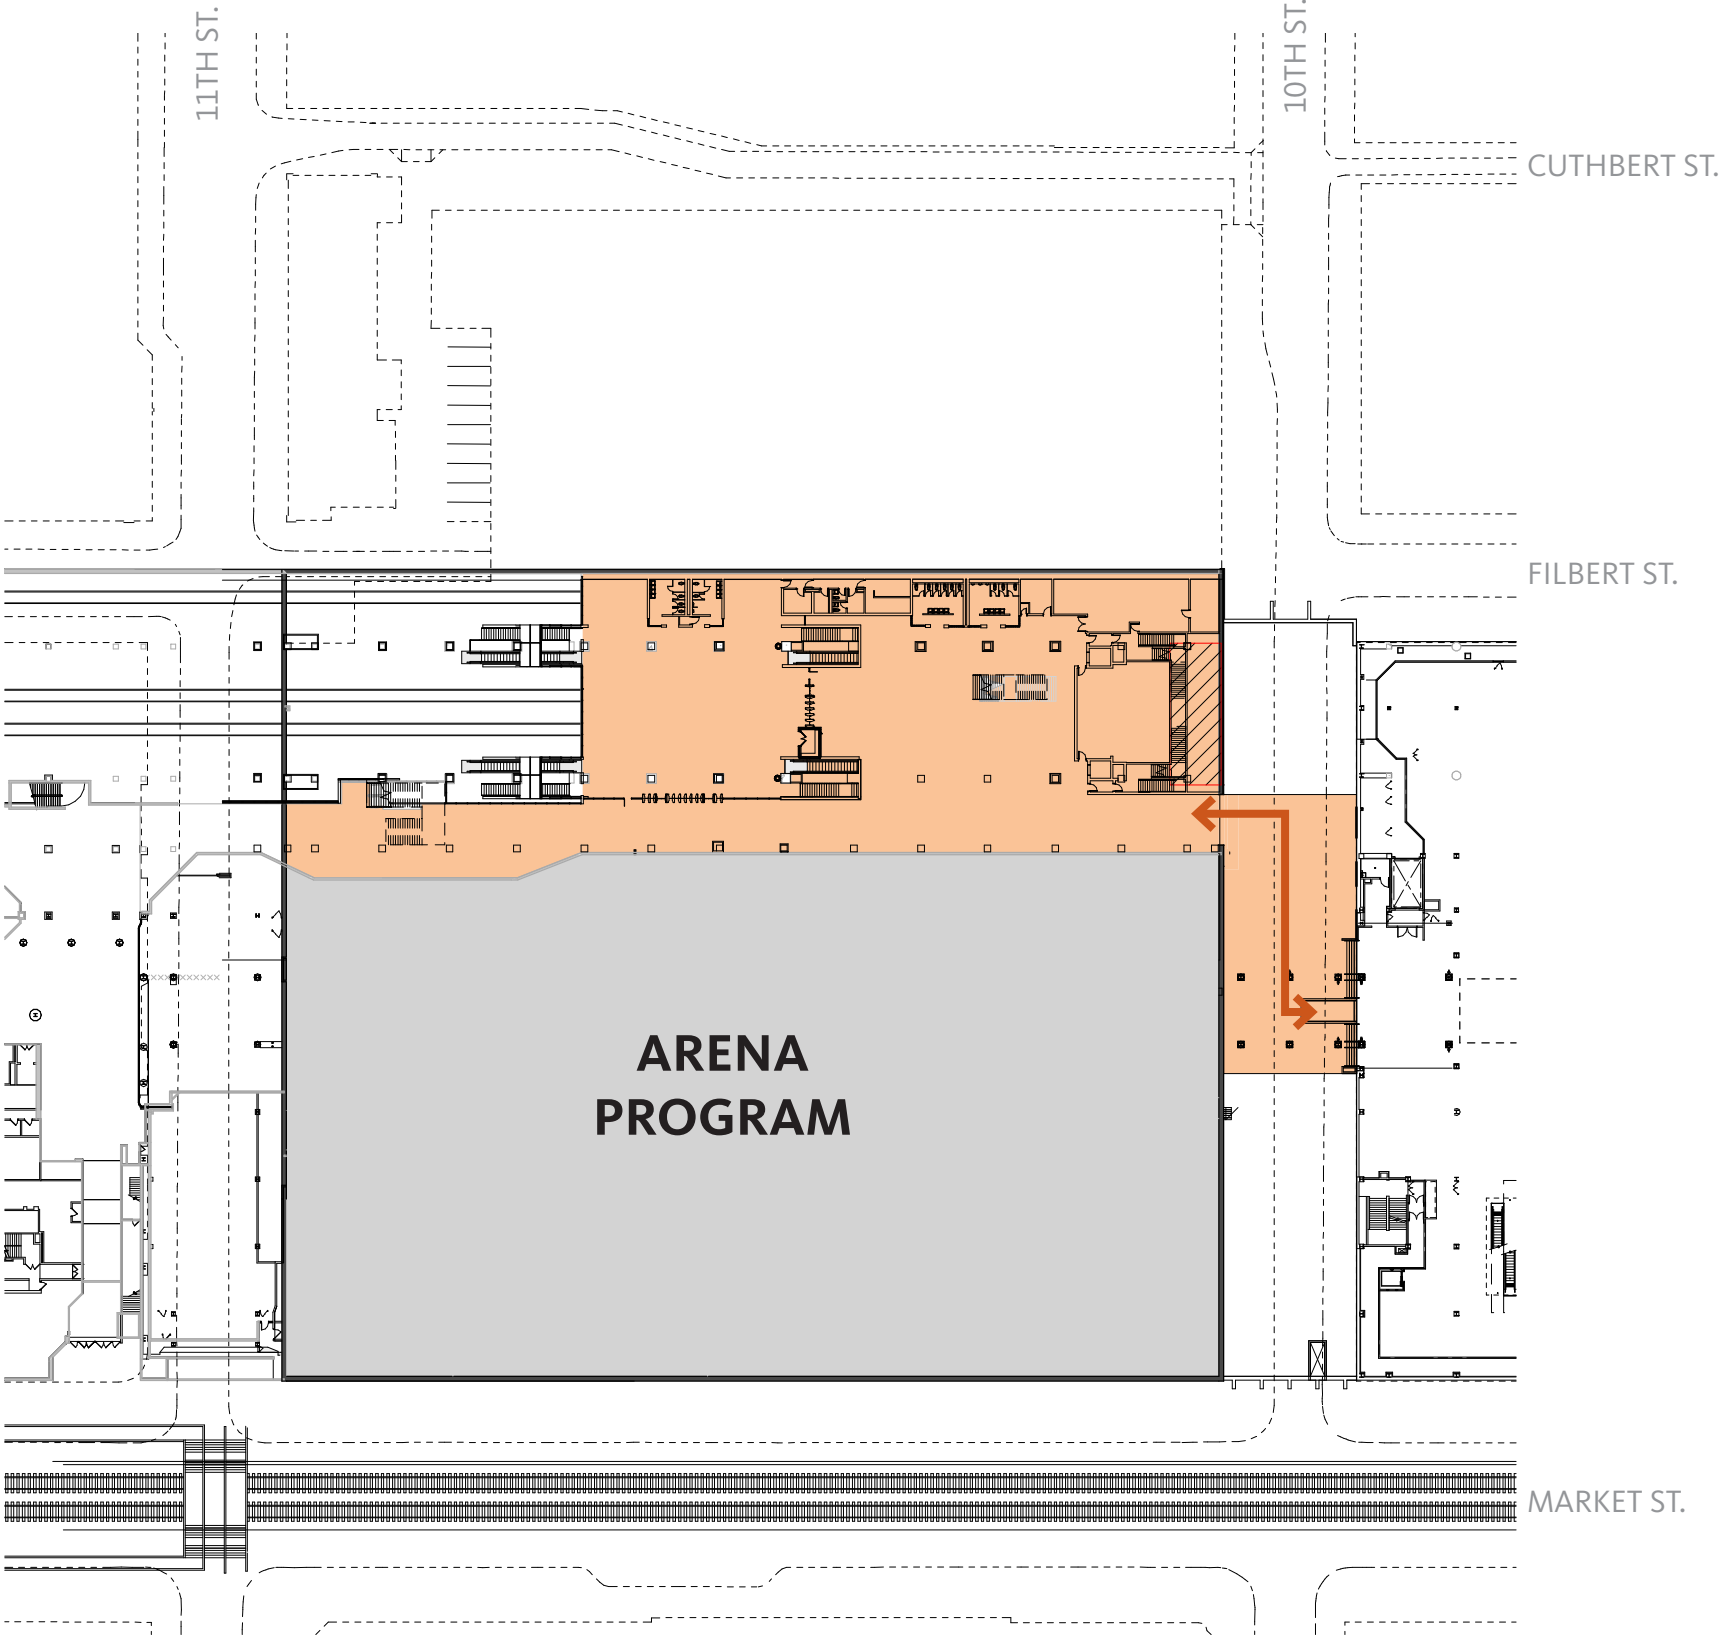 11TH ST.
10TH ST.
CUTHBERT ST.
FILBERT ST.
ARENA
PROGRAM
MARKET ST.